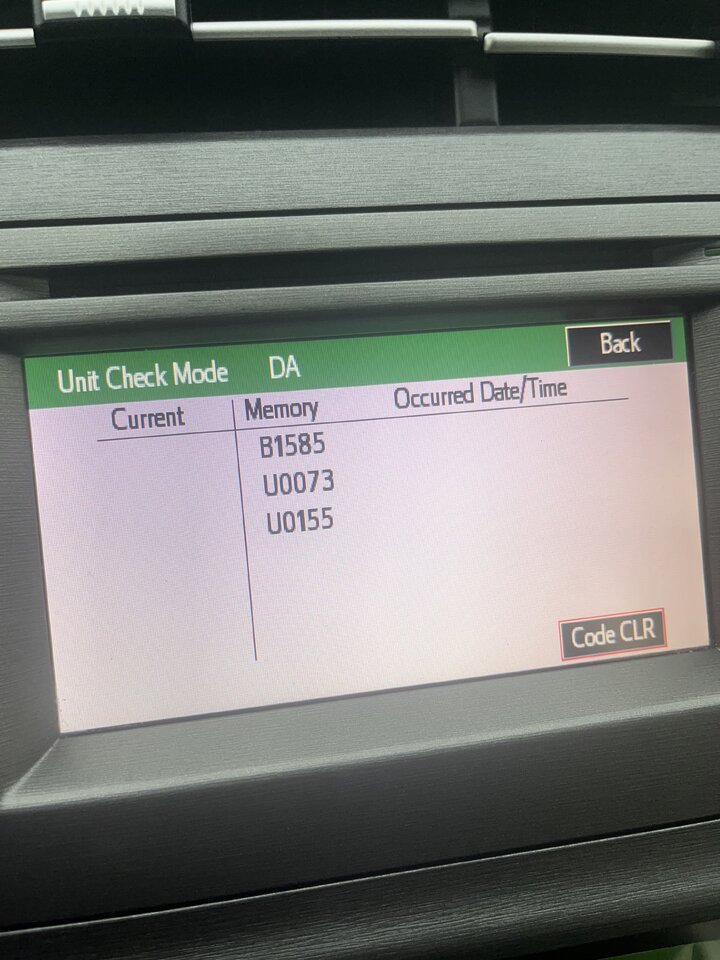 Unit Check Mode DA Back
Current Memory Occurred Date/Time
B1585
U0073
U0155
Code CLR